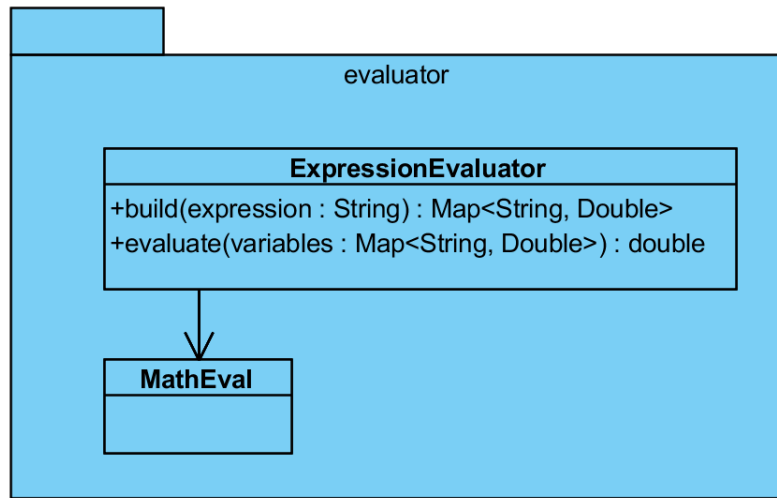 evaluator
ExpressionEvaluator
+build(expression : String) : Map<String, Double>
+evaluate(variables : Map<String, Double>) : double
MathEval